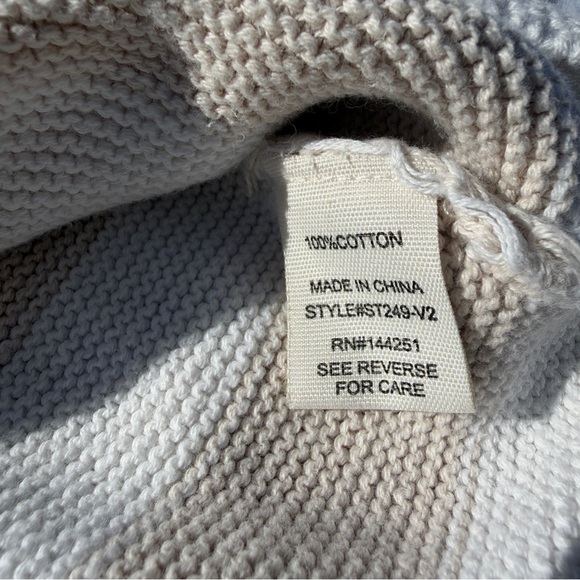 100%COTTON
MADE IN CHINA
STYLE#ST249-V2
RN#144251
SEE REVERSE
FOR CARE